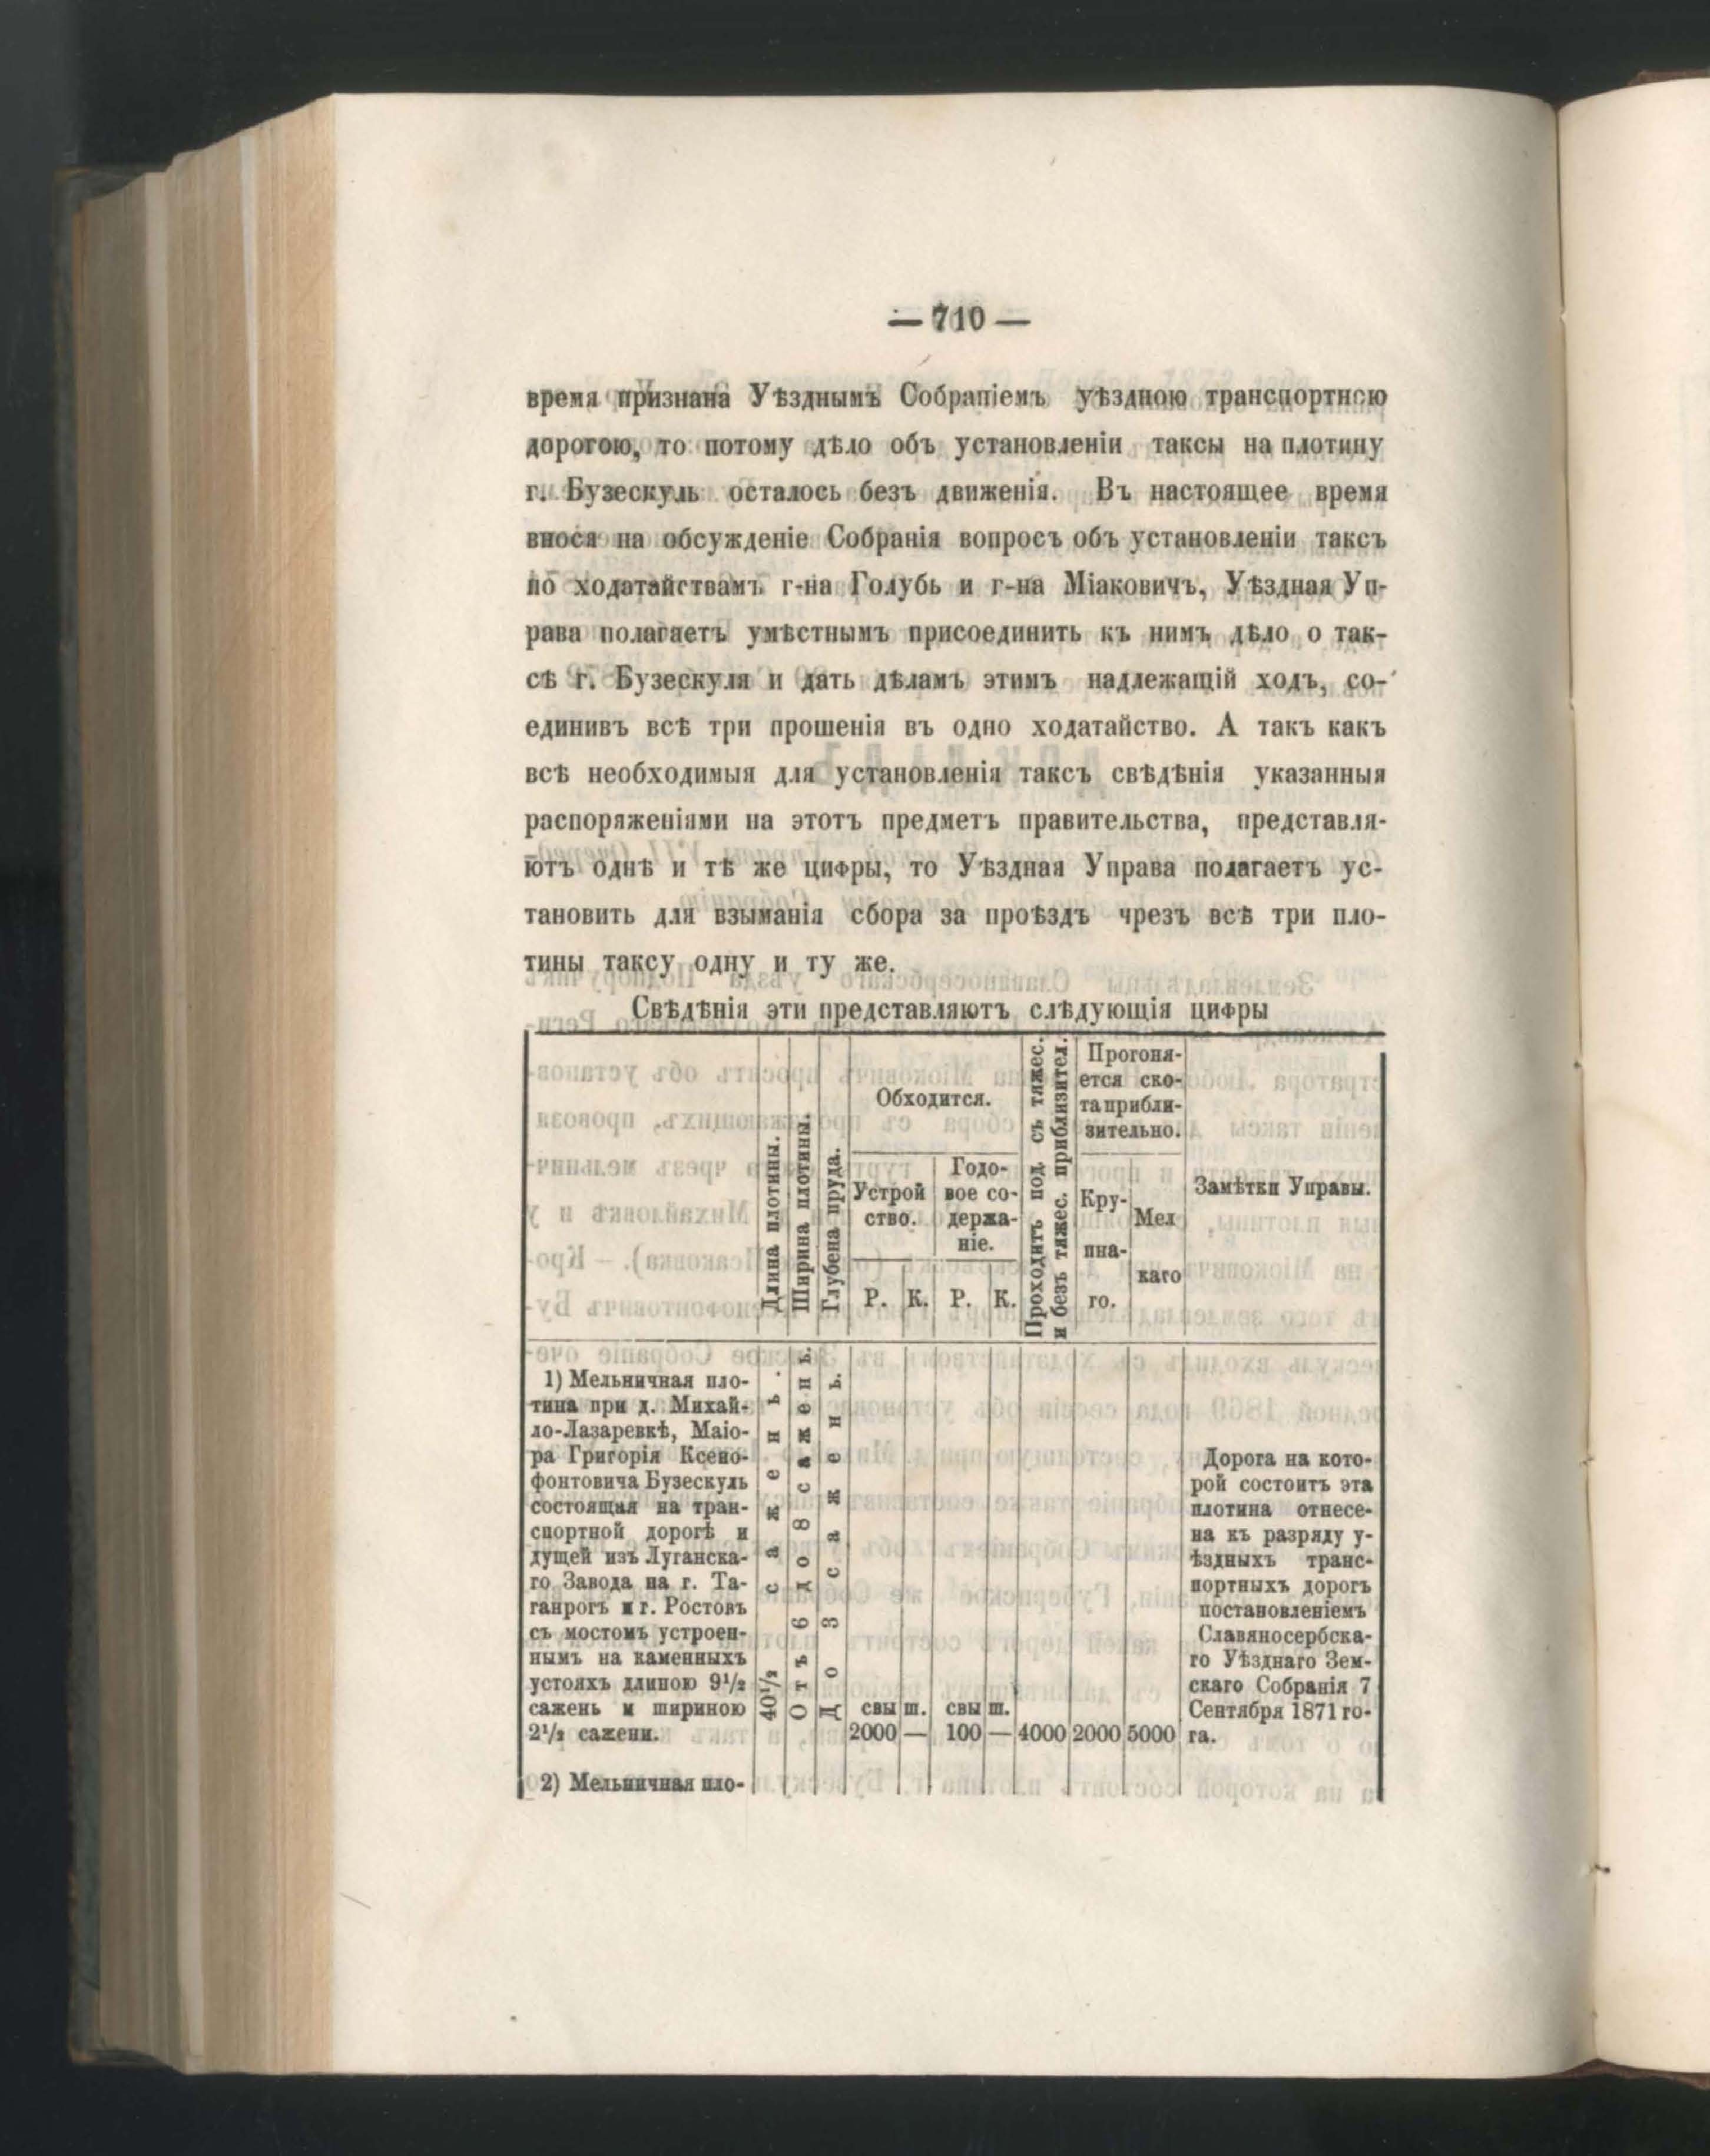 — 710 —
время признана Уѣзднымъ Собраніемъ уѣздною транспортною
дорогою, то потому дѣло объ установленіи таксы на плотину
г. Бузескуль осталось безъ движенія. Въ настоящее время
внося на обсужденіе Собранія вопросъ объ установленіи таксъ
по ходатайствамъ г-на Голубь и г-на Міаковичъ, Уѣздная Уп-
рава полагаетъ умѣстнымъ присоединить къ нимъ дѣло о так-
сѣ г. Бузескуля и дать дѣламъ этимъ надлежащій ходъ, со-
единивъ всѣ три прошенія въ одно ходатайство. А такъ какъ
всѣ необходимыя для установленія таксъ свѣдѣнія указанныя
распоряженіями на этотъ предметъ правительства, представля-
ютъ однѣ и тѣ же цифры, то Уѣздная Управа полагаетъ ус-
тановить для взыманія сбора за проѣздъ чрезъ всѣ три пло-
тины таксу одну и ту же.
Свѣдѣнія эти представляютъ слѣдующія цифры
Длина плотины.
Ширина плотины.
Глубена пруда.
Обходится.
Устрой
ство.
Р. К.
Годо-
вое со-
держа-
ніе.
Р. К.
Проходитъ под. съ тяжес.
и безъ тяжес. приблизител.
Прогоня-
ется ско-
та прибли-
зительно.
Кру-
пна-
го.
Мел
каго
Замѣтки Управы.
1) Мельничная пло-
тина при д. Михай-
ло-Лазаревкѣ, Маіо-
ра Григорія Ксено-
фонтовича Бузескуль
состоящая на тран-
спортной дорогѣ и
дущей изъ Луганска-
го Завода на г. Та-
ганрогъ и г. Ростовъ
съ мостомъ устроен-
нымъ на каменныхъ
устояхъ длиною 9½
сажень и шириною
2½ сажени.
40½ сажень.
Отъ 6 до 8 сажень.
До 3 сажень.
свы ш.
2000 —
свы ш.
100 —
4000
2000
5000
Дорога на кото-
рой состоитъ эта
плотина отнесе-
на къ разряду у-
ѣздныхъ транс-
портныхъ дорогъ
постановленіемъ
Славяносербска-
го Уѣзднаго Зем-
скаго Собранія 7
Сентября 1871 го-
га.
2) Мельничная пло-